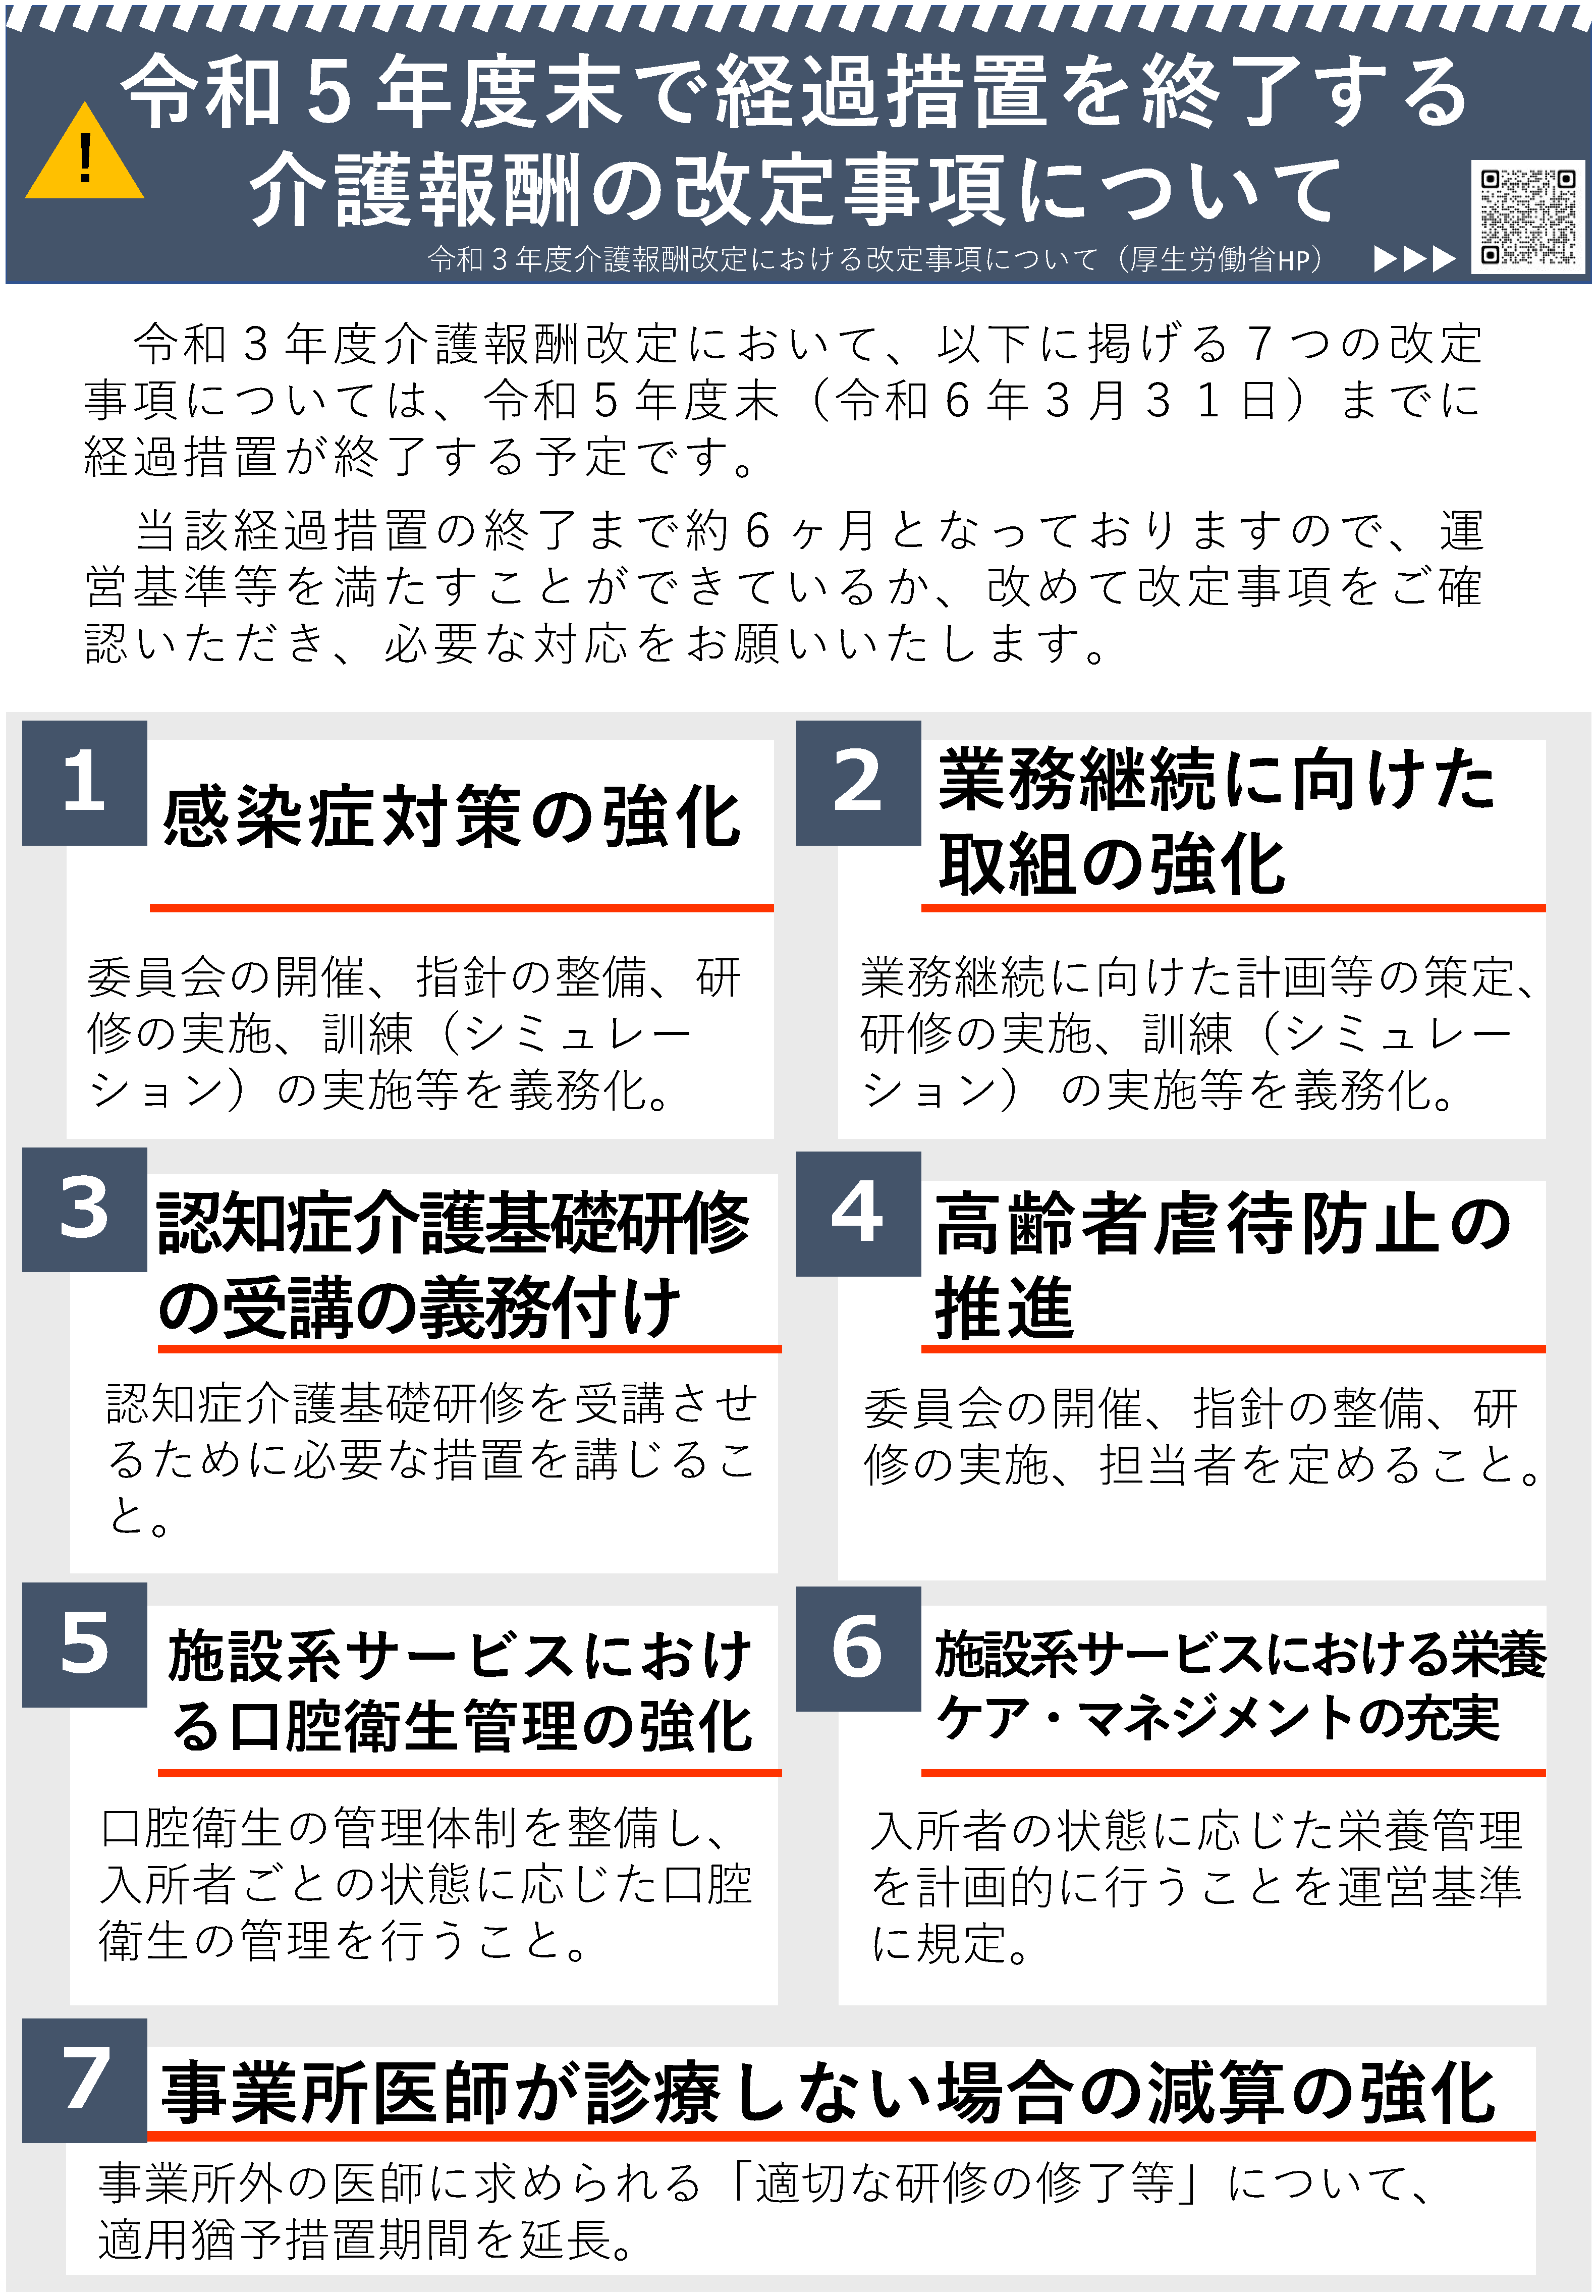 令和５年度末で経過措置を終了する
!
介護報酬の改定事項について
令和３年度介護報酬改定における改定事項について（厚生労働省HP） ▶▶▶
令和３年度介護報酬改定において、以下に掲げる７つの改定
事項については、令和５年度末（令和６年３月３１日）までに
経過措置が終了する予定です。
当該経過措置の終了まで約６ヶ月となっておりますので、運
営基準等を満たすことができているか、改めて改定事項をご確
認いただき、必要な対応をお願いいたします。
1
感染症対策の強化
委員会の開催、指針の整備、研
修の実施、訓練（シミュレー
ション）の実施等を義務化。
2
業務継続に向けた
取組の強化
業務継続に向けた計画等の策定、
研修の実施、訓練（シミュレー
ション） の実施等を義務化。
3
認知症介護基礎研修
の受講の義務付け
認知症介護基礎研修を受講させ
るために必要な措置を講じるこ
と。
4
高齢者虐待防止の
推進
委員会の開催、指針の整備、研
修の実施、担当者を定めること。
5
施設系サービスにおけ
る口腔衛生管理の強化
口腔衛生の管理体制を整備し、
入所者ごとの状態に応じた口腔
衛生の管理を行うこと。
6
施設系サービスにおける栄養
ケア・マネジメントの充実
入所者の状態に応じた栄養管理
を計画的に行うことを運営基準
に規定。
7
事業所医師が診療しない場合の減算の強化
事業所外の医師に求められる「適切な研修の修了等」について、
適用猶予措置期間を延長。